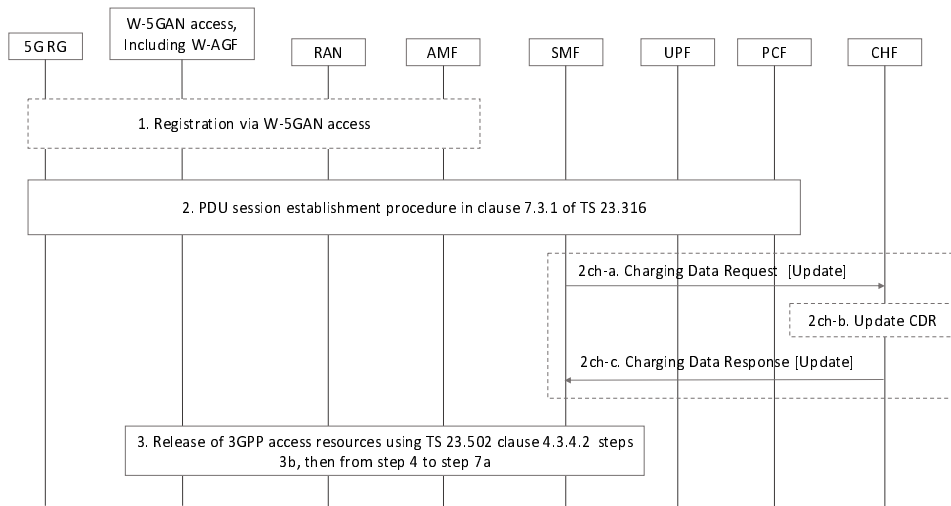 5G RG
W-5GAN access,
Including W-AGF
RAN
AMF
SMF
UPF
PCF
CHF
1. Registration via W-5GAN access
2. PDU session establishment procedure in clause 7.3.1 of TS 23.316
2ch-a. Charging Data Request [Update]
2ch-b. Update CDR
2ch-c. Charging Data Response [Update]
3. Release of 3GPP access resources using TS 23.502 clause 4.3.4.2 steps
3b, then from step 4 to step 7a